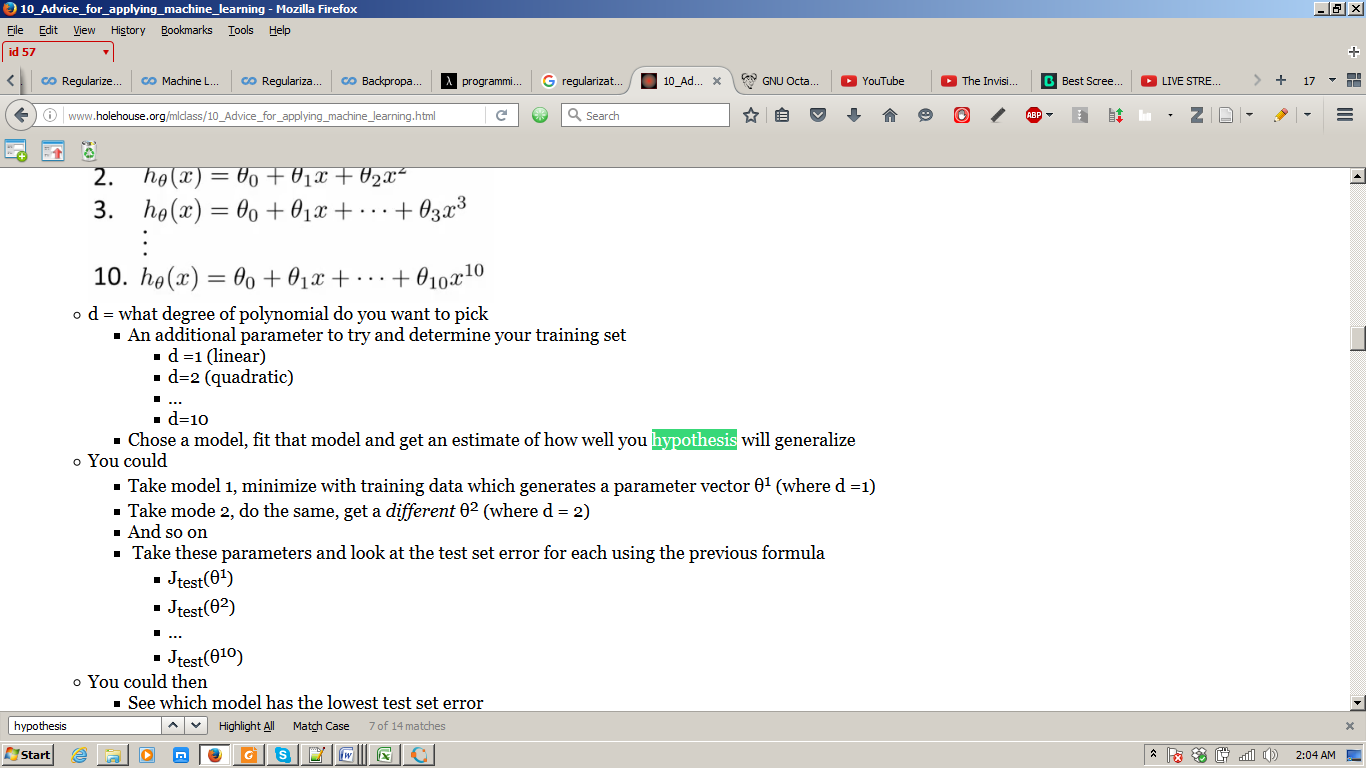 10_Advice_for_applying_machine_learning - Mozilla Firefox
File Edit View History Bookmarks Tools Help
id 57
Regularize... Machine L... Regulariza... Backpropa... programmi... regularizat... 10_Ad... GNU Octa... YouTube The Invisi... Best Scree... LIVE STRE... 17
www.holehouse.org/mlclass/10_Advice_for_applying_machine_learning.html Search ABP Z
2. hθ(x) = θ0 + θ1x + θ2x²
3. hθ(x) = θ0 + θ1x + ⋯ + θ3x³
⋮
10. hθ(x) = θ0 + θ1x + ⋯ + θ10x¹⁰
d = what degree of polynomial do you want to pick
An additional parameter to try and determine your training set
d =1 (linear)
d=2 (quadratic)
...
d=10
Chose a model, fit that model and get an estimate of how well you hypothesis will generalize
You could
Take model 1, minimize with training data which generates a parameter vector θ¹ (where d =1)
Take mode 2, do the same, get a different θ² (where d = 2)
And so on
Take these parameters and look at the test set error for each using the previous formula
Jtest(θ¹)
Jtest(θ²)
...
Jtest(θ¹⁰)
You could then
See which model has the lowest test set error
hypothesis Highlight All Match Case 7 of 14 matches
Start 2:04 AM